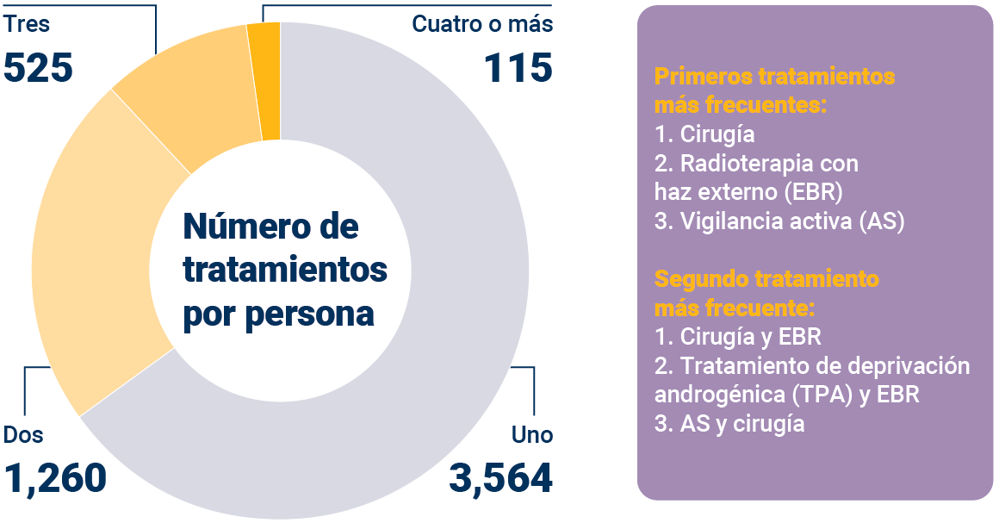 Tres
525
Cuatro o más
115
Número de
tratamientos
por persona
Dos
1,260
Uno
3,564
Primeros tratamientos
más frecuentes:
1. Cirugía
2. Radioterapia con
haz externo (EBR)
3. Vigilancia activa (AS)
Segundo tratamiento
más frecuente:
1. Cirugía y EBR
2. Tratamiento de deprivación
androgénica (TPA) y EBR
3. AS y cirugía